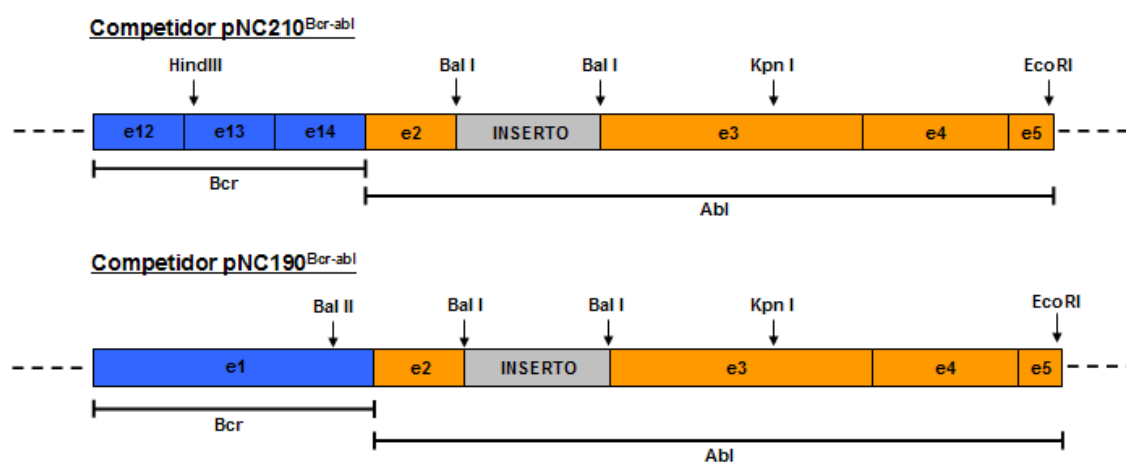 Competidor pNC210Bcr-abl
HindIII Bal I Bal I Kpn I EcoRI
e12 e13 e14 e2 INSERTO e3 e4 e5
Bcr
Abl
Competidor pNC190Bcr-abl
Bal II Bal I Bal I Kpn I EcoRI
e1 e2 INSERTO e3 e4 e5
Bcr
Abl